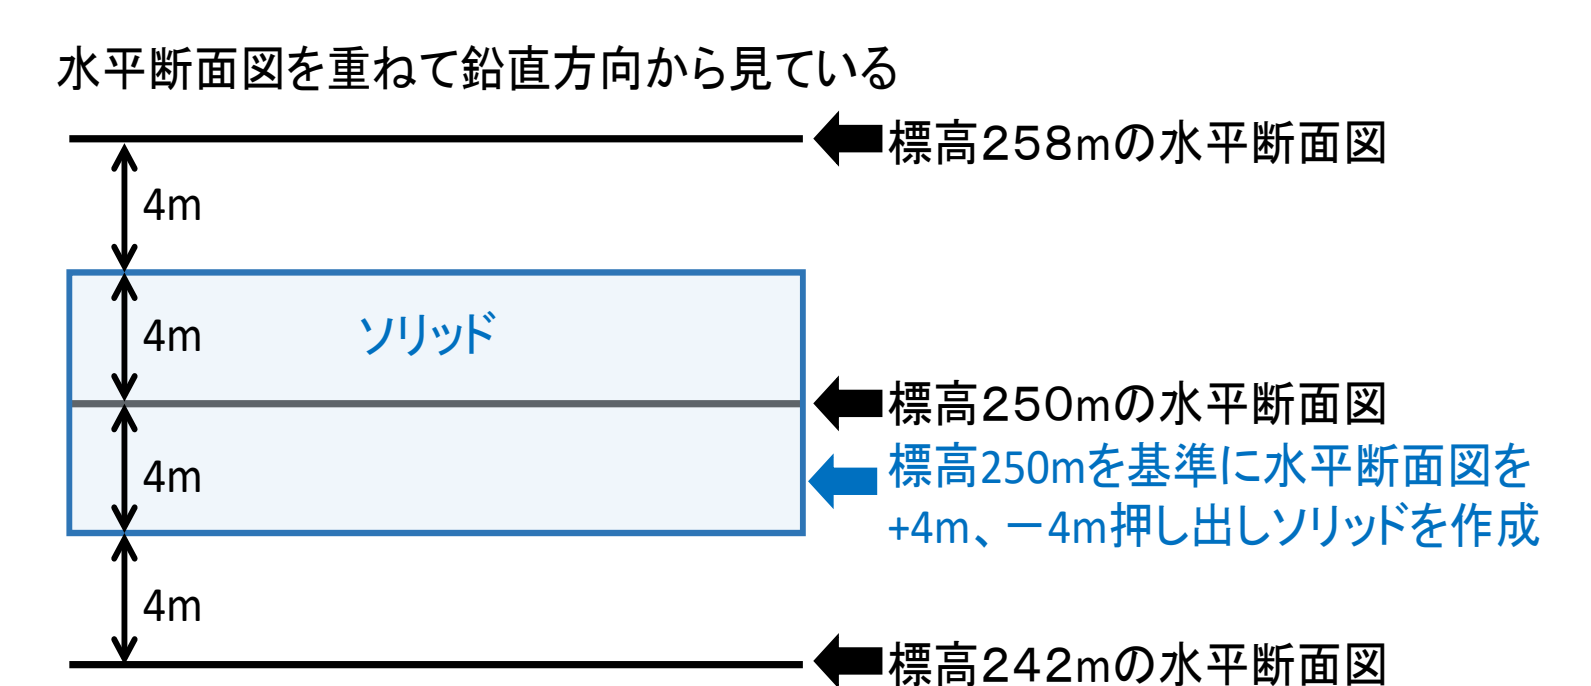 水平断面図を重ねて鉛直方向から見ている
標高258mの水平断面図
4m
4m
ソリッド
標高250mの水平断面図
標高250mを基準に水平断面図を
+4m、－4m押し出しソリッドを作成
4m
4m
標高242mの水平断面図